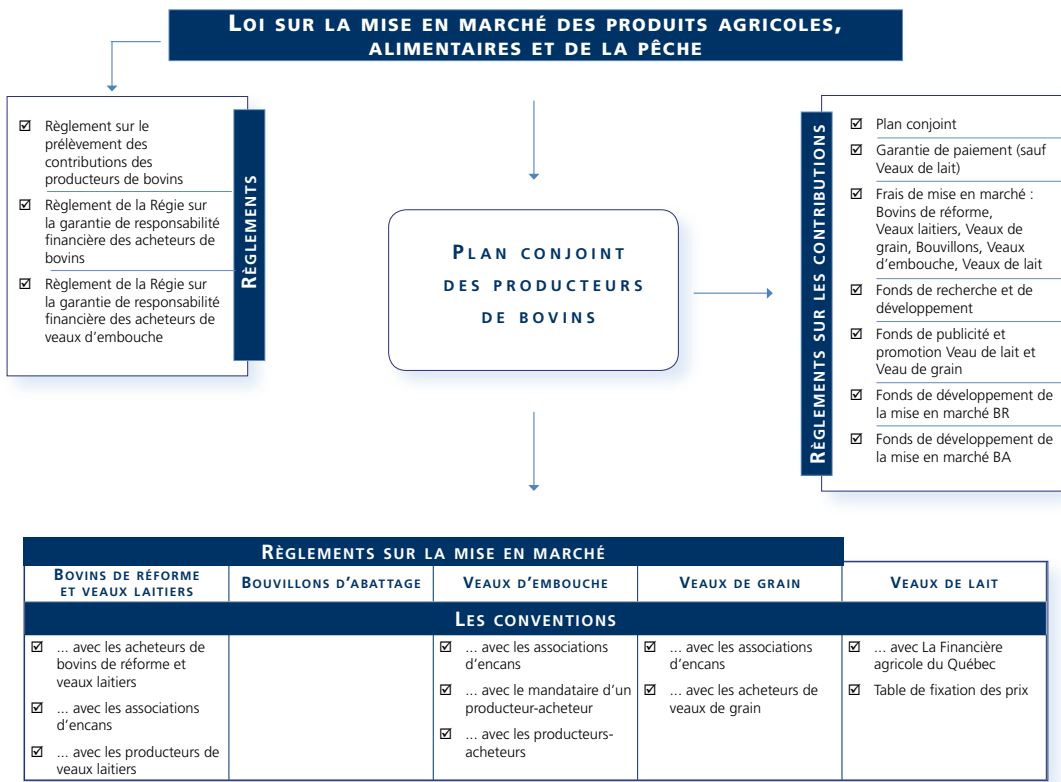 LOI SUR LA MISE EN MARCHÉ DES PRODUITS AGRICOLES,
ALIMENTAIRES ET DE LA PÊCHE
☑ Règlement sur le
prélèvement des
contributions des
producteurs de bovins
☑ Règlement de la Régie sur
la garantie de responsabilité
financière des acheteurs de
bovins
☑ Règlement de la Régie sur
la garantie de responsabilité
financière des acheteurs de
veaux d'embouche
RÈGLEMENTS
PLAN CONJOINT
DES PRODUCTEURS
DE BOVINS
RÈGLEMENTS SUR LES CONTRIBUTIONS
☑ Plan conjoint
☑ Garantie de paiement (sauf
Veaux de lait)
☑ Frais de mise en marché :
Bovins de réforme,
Veaux laitiers, Veaux de
grain, Bouvillons, Veaux
d'embouche, Veaux de lait
☑ Fonds de recherche et de
développement
☑ Fonds de publicité et
promotion Veau de lait et
Veau de grain
☑ Fonds de développement de
la mise en marché BR
☑ Fonds de développement de
la mise en marché BA
RÈGLEMENTS SUR LA MISE EN MARCHÉ
BOVINS DE RÉFORME
ET VEAUX LAITIERS
BOUVILLONS D'ABATTAGE
VEAUX D'EMBOUCHE
VEAUX DE GRAIN
VEAUX DE LAIT
LES CONVENTIONS
☑ ... avec les acheteurs de
bovins de réforme et
veaux laitiers
☑ ... avec les associations
d'encans
☑ ... avec les producteurs de
veaux laitiers
☑ ... avec les associations
d'encans
☑ ... avec le mandataire d'un
producteur-acheteur
☑ ... avec les producteurs-
acheteurs
☑ ... avec les associations
d'encans
☑ ... avec les acheteurs de
veaux de grain
☑ ... avec La Financière
agricole du Québec
☑ Table de fixation des prix